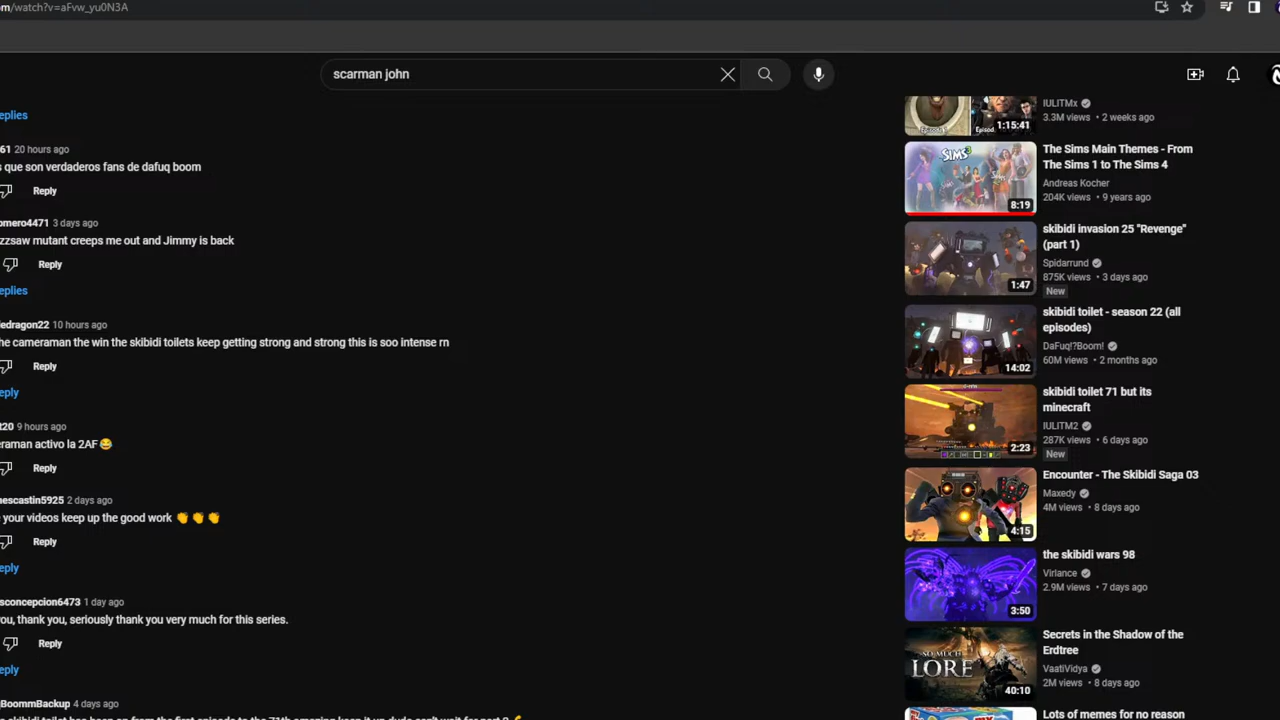 m/watch?v=aFvw_yu0N3A
scarman john
eplies
61 20 hours ago
s que son verdaderos fans de dafuq boom
Reply
omero4471 3 days ago
zzsaw mutant creeps me out and Jimmy is back
Reply
eplies
edragon22 10 hours ago
he cameraman the win the skibidi toilets keep getting strong and strong this is soo intense rn
Reply
eply
t20 9 hours ago
eraman activo la 2AF😂
Reply
nescastin5925 2 days ago
your videos keep up the good work 👏 👏 👏
Reply
eply
sconcepcion6473 1 day ago
you, thank you, seriously thank you very much for this series.
Reply
eply
BoommBackup 4 days ago
IULITMx
3.3M views • 2 weeks ago
1:15:41
The Sims Main Themes - From
The Sims 1 to The Sims 4
Andreas Kocher
204K views • 9 years ago
SIMS
8:19
skibidi invasion 25 "Revenge"
(part 1)
Spidarrund
875K views • 3 days ago
New
1:47
skibidi toilet - season 22 (all
episodes)
DaFuq!?Boom!
60M views • 2 months ago
14:02
skibidi toilet 71 but its
minecraft
IULITM2
287K views • 6 days ago
New
2:23
Encounter - The Skibidi Saga 03
Maxedy
4M views • 8 days ago
4:15
the skibidi wars 98
Virlance
2.9M views • 7 days ago
3:50
Secrets in the Shadow of the
Erdtree
VaatiVidya
2M views • 8 days ago
SO MUCH
LORE
40:10
Lots of memes for no reason